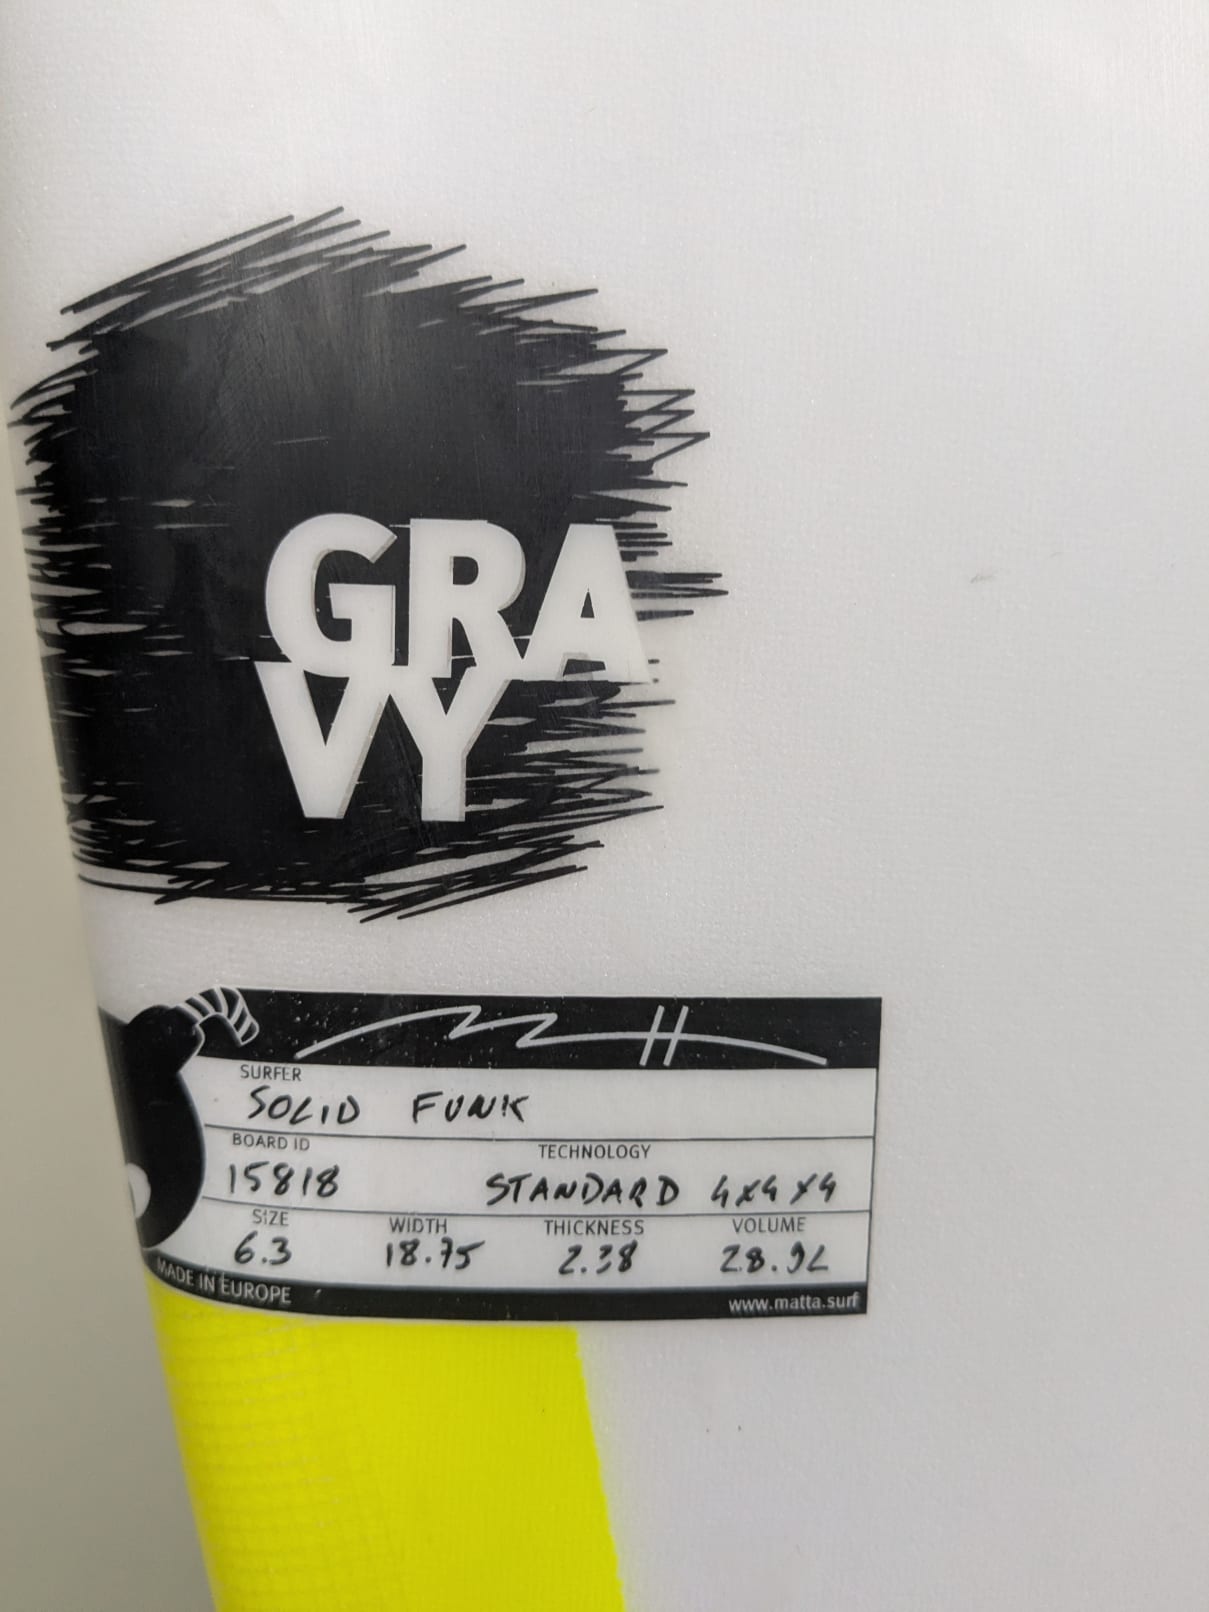 GRA
VY
SURFER
SOLID FUNK
BOARD ID TECHNOLOGY
15818 STANDARD 4x4x4
SIZE WIDTH THICKNESS VOLUME
6.3 18.75 2.38 28.9L
MADE IN EUROPE www.matta.surf